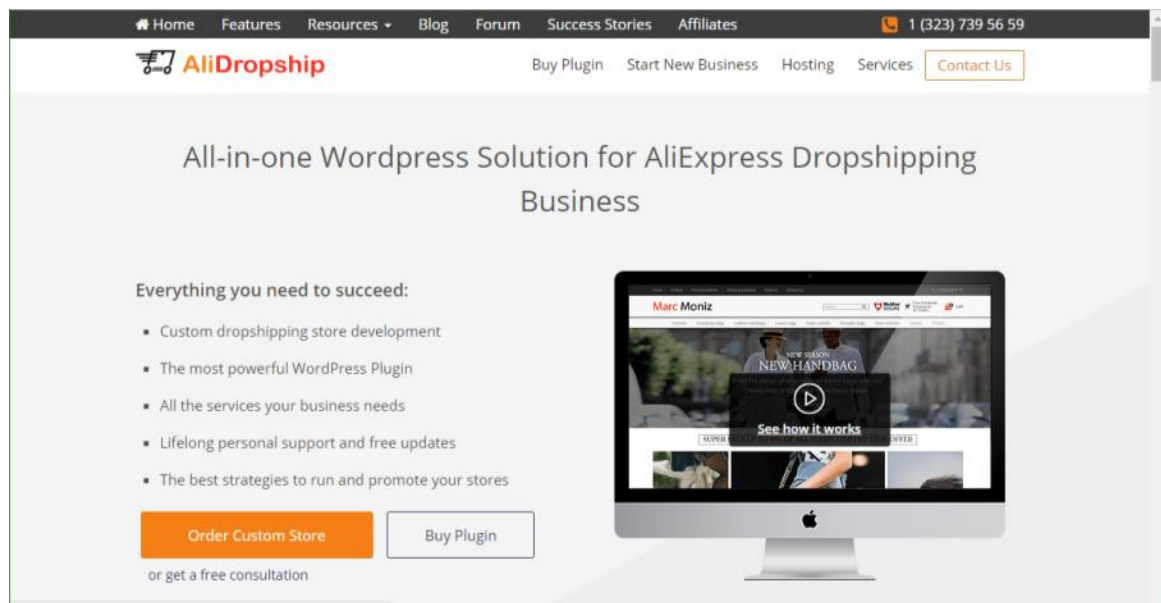 Home Features Resources Blog Forum Success Stories Affiliates 1 (323) 739 56 59
AliDropship Buy Plugin Start New Business Hosting Services Contact Us
All-in-one Wordpress Solution for AliExpress Dropshipping
Business
Everything you need to succeed:
Custom dropshipping store development
The most powerful WordPress Plugin
All the services your business needs
Lifelong personal support and free updates
The best strategies to run and promote your stores
Order Custom Store Buy Plugin
or get a free consultation
Marc Moniz
NEW SEASON
NEW HANDBAG
See how it works